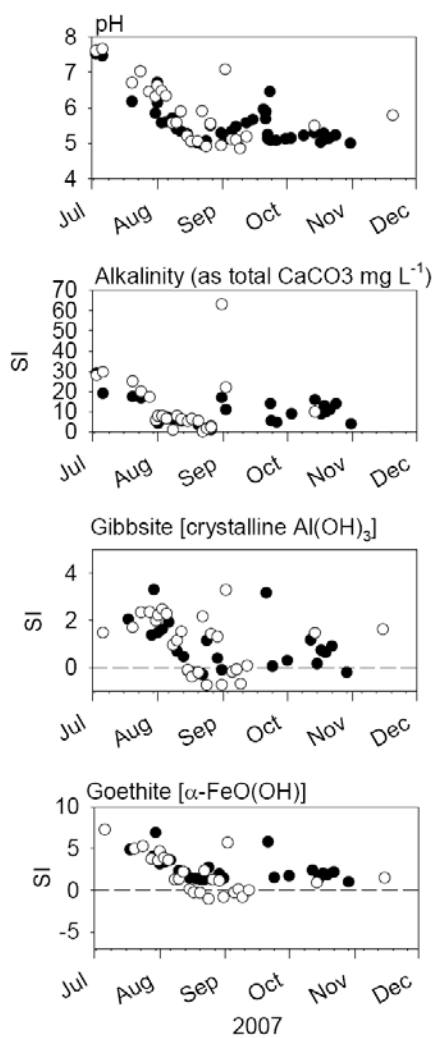 pH
8
7
6
5
4
Jul Aug Sep Oct Nov Dec
Alkalinity (as total CaCO3 mg L⁻¹)
70
60
50
40
30
20
10
0
SI
Jul Aug Sep Oct Nov Dec
Gibbsite [crystalline Al(OH)₃]
4
2
0
SI
Jul Aug Sep Oct Nov Dec
Goethite [α-FeO(OH)]
10
5
0
-5
SI
Jul Aug Sep Oct Nov Dec
2007